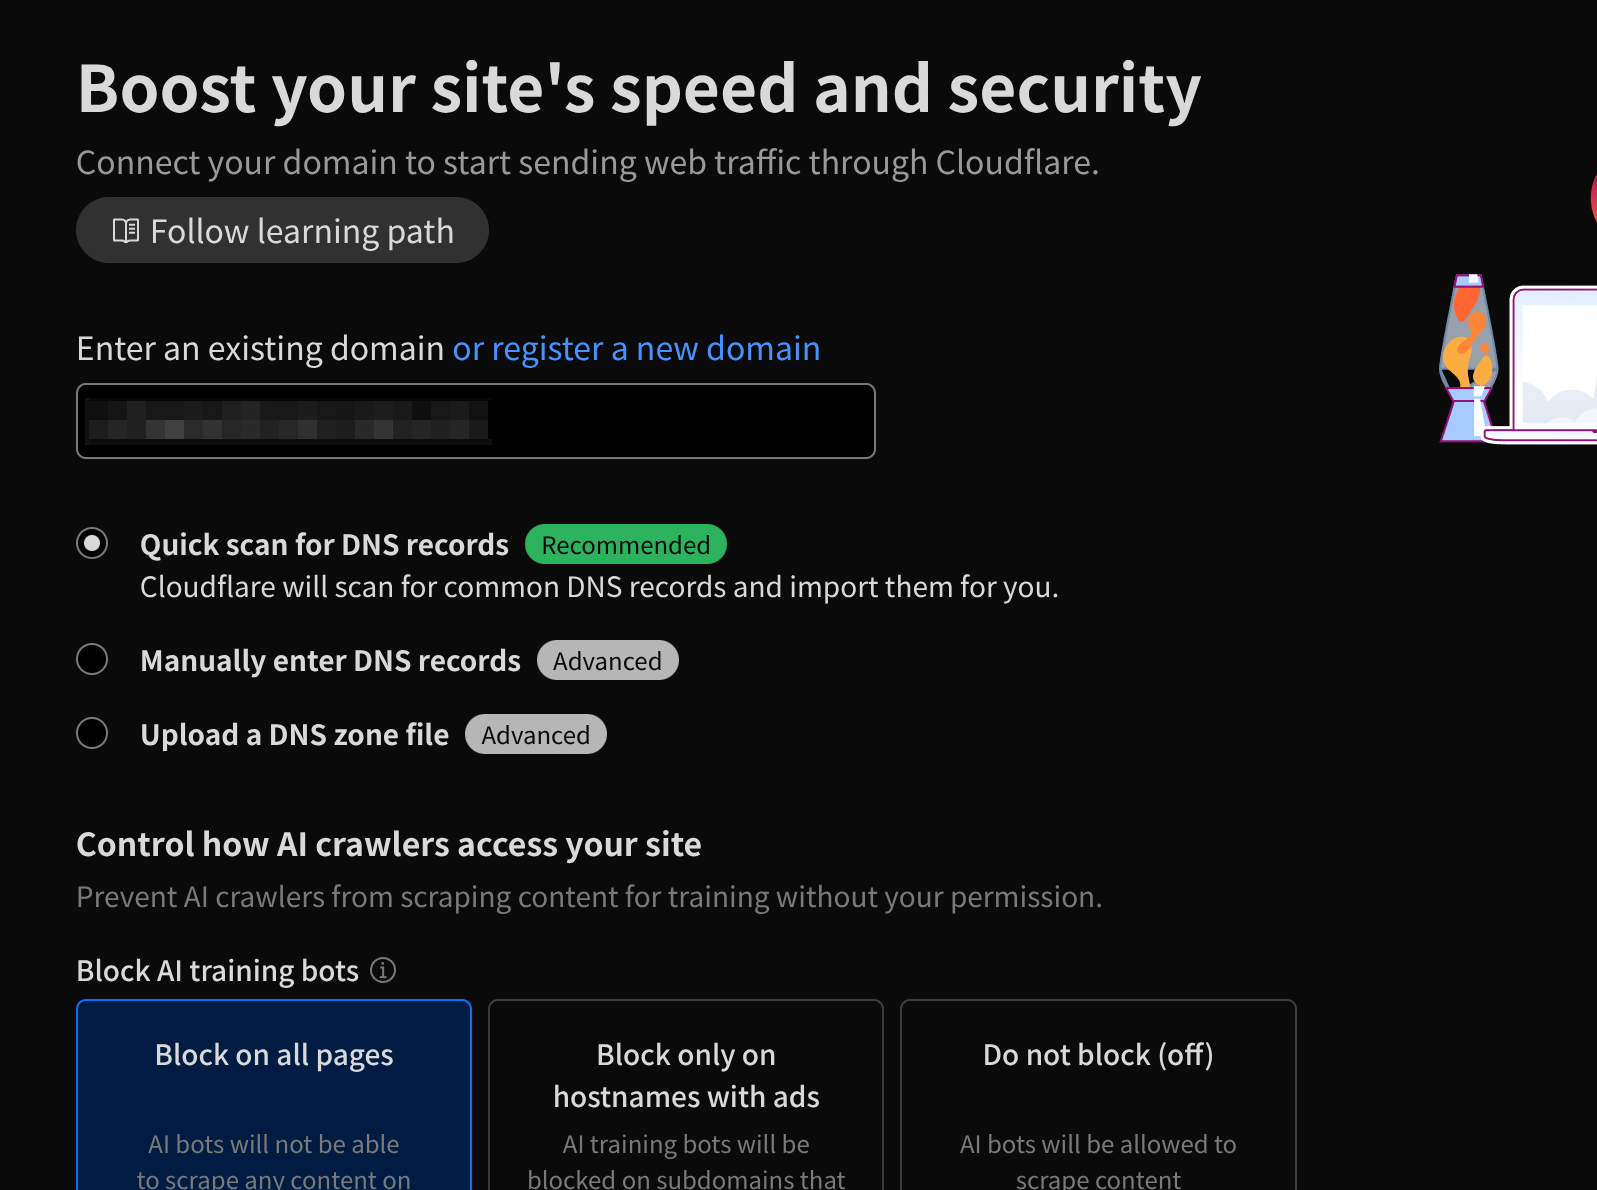 Boost your site's speed and security
Connect your domain to start sending web traffic through Cloudflare.
Follow learning path
Enter an existing domain or register a new domain
Quick scan for DNS records Recommended
Cloudflare will scan for common DNS records and import them for you.
Manually enter DNS records Advanced
Upload a DNS zone file Advanced
Control how AI crawlers access your site
Prevent AI crawlers from scraping content for training without your permission.
Block AI training bots
Block on all pages
AI bots will not be able
to scrape any content on
Block only on
hostnames with ads
AI training bots will be
blocked on subdomains that
Do not block (off)
AI bots will be allowed to
scrape content